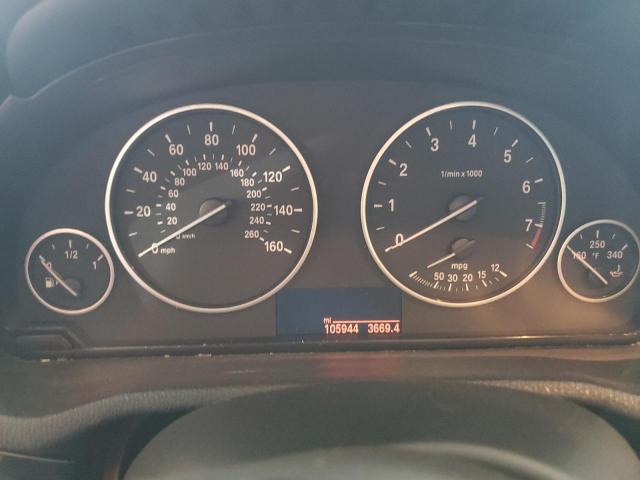 0 20 40 60 80 100 120 140 160
mph
0 20 40 60 80 100 120 140 160 180 200 220 240 260
km/h
0 1 2 3 4 5 6 7
1/min x 1000
50 30 20 15 12
mpg
0 1/2 1
160 250 340
°F
mi
105944 3669.4